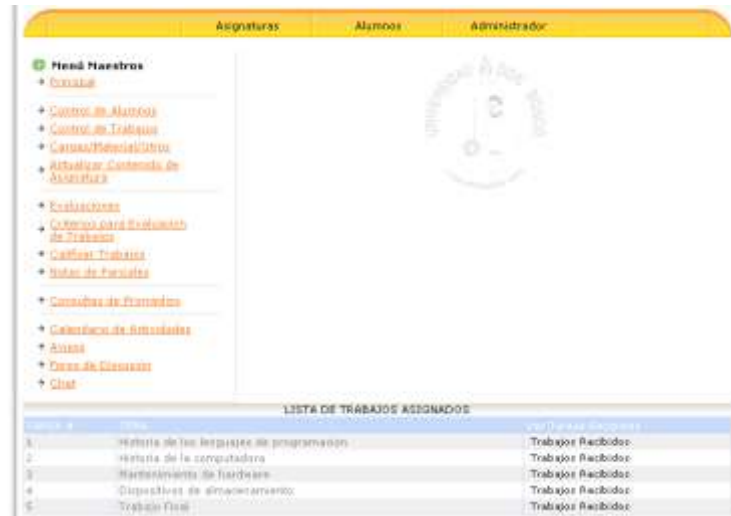 Asignaturas Alumnos Administrador
Menú Maestros
Principal
Control de Alumnos
Control de Trabajos
Cargas/Material/Otros
Actualizar Contenido de
Asignatura
Evaluaciones
Criterios para Evaluacion
de Trabajos
Calificar Trabajos
Notas de Parciales
Consultas de Promedios
Calendario de Actividades
Avisos
Foros de Discusión
Chat
UNIVERSIDAD DON BOSCO
LISTA DE TRABAJOS ASIGNADOS
1 Historia de los lenguajes de programacion Trabajos Recibidos
2 Historia de la computadora Trabajos Recibidos
3 Mantenimiento de hardware Trabajos Recibidos
4 Dispositivos de almacenamiento Trabajos Recibidos
5 Trabajo Final Trabajos Recibidos